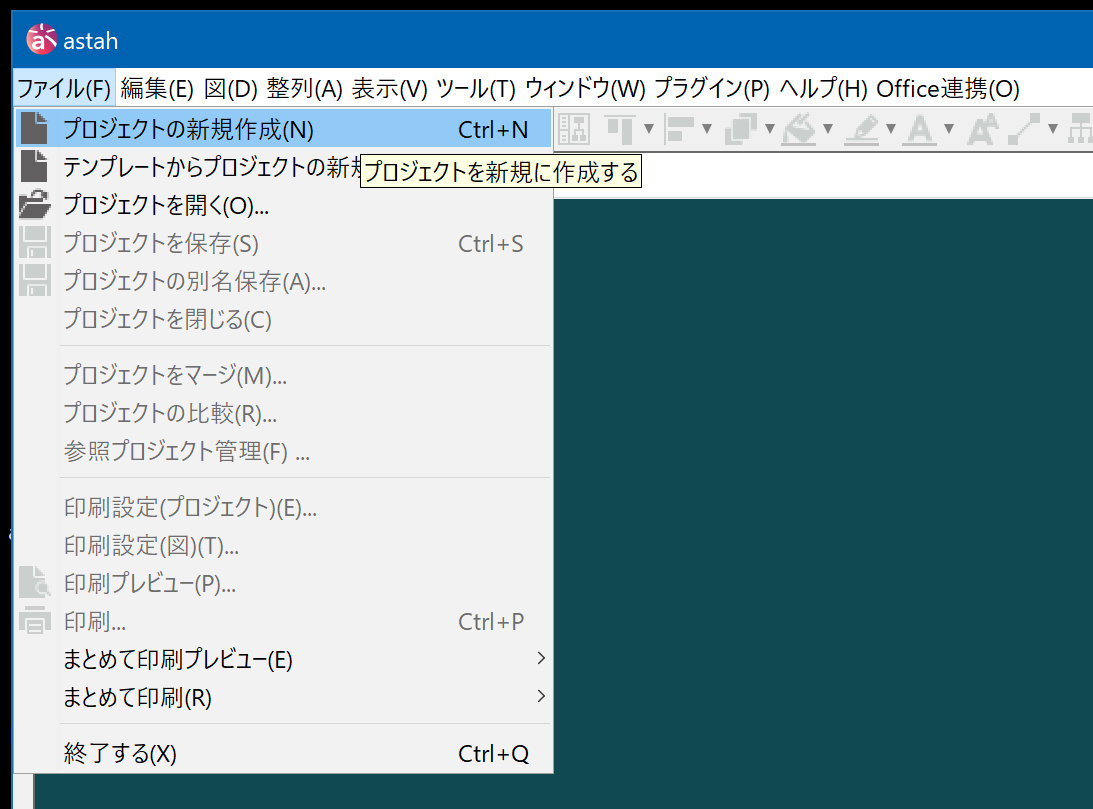 astah
ファイル(F) 編集(E) 図(D) 整列(A) 表示(V) ツール(T) ウィンドウ(W) プラグイン(P) ヘルプ(H) Office連携(O)
プロジェクトの新規作成(N) Ctrl+N
テンプレートからプロジェクトの新規
プロジェクトを新規に作成する
プロジェクトを開く(O)...
プロジェクトを保存(S) Ctrl+S
プロジェクトの別名保存(A)...
プロジェクトを閉じる(C)
プロジェクトをマージ(M)...
プロジェクトの比較(R)...
参照プロジェクト管理(F) ...
印刷設定(プロジェクト)(E)...
印刷設定(図)(T)...
印刷プレビュー(P)...
印刷... Ctrl+P
まとめて印刷プレビュー(E)
まとめて印刷(R)
終了する(X) Ctrl+Q